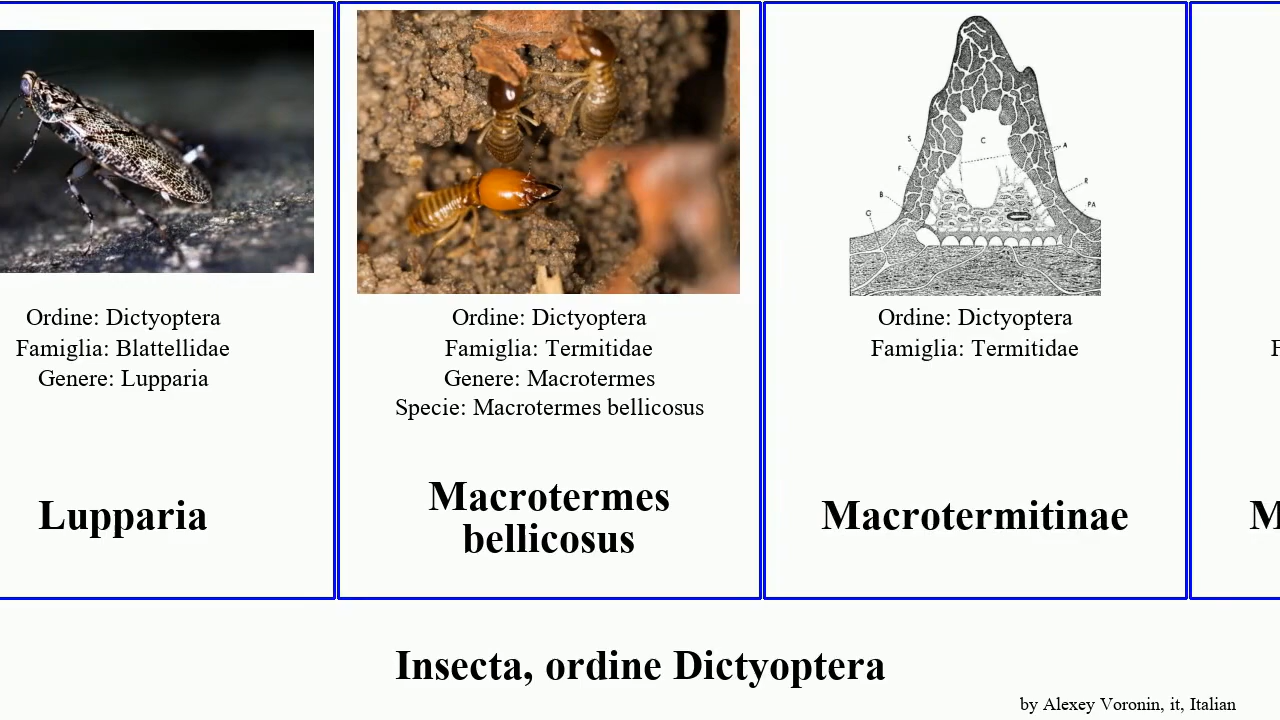 Ordine: Dictyoptera
Famiglia: Blattellidae
Genere: Lupparia
Lupparia
Ordine: Dictyoptera
Famiglia: Termitidae
Genere: Macrotermes
Specie: Macrotermes bellicosus
Macrotermes
bellicosus
S
F
B
G
C
A
R
PA
Ordine: Dictyoptera
Famiglia: Termitidae
Macrotermitinae
F
M
Insecta, ordine Dictyoptera
by Alexey Voronin, it, Italian